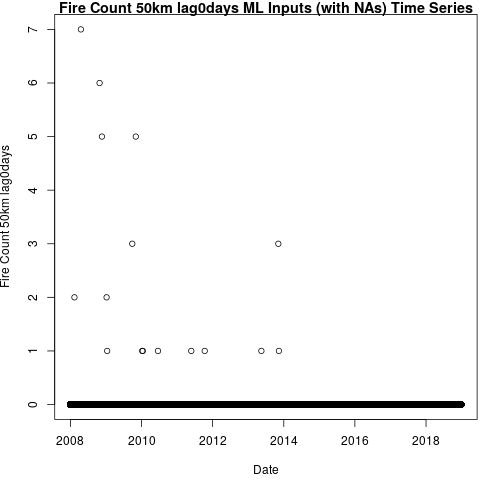 Fire Count 50km lag0days ML Inputs (with NAs) Time Series
Fire Count 50km lag0days
7
6
5
4
3
2
1
0
2008 2010 2012 2014 2016 2018
Date